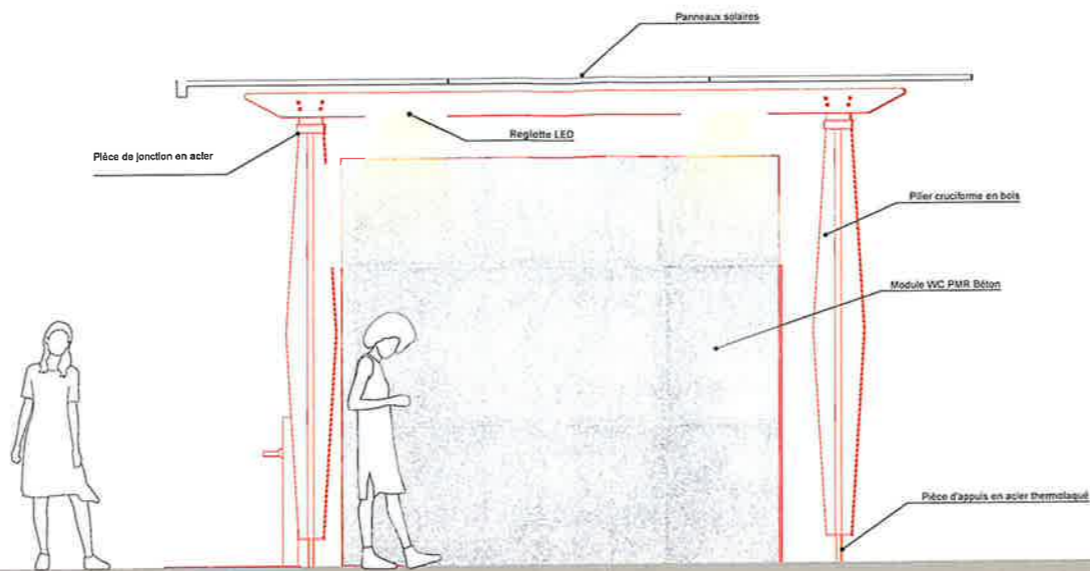 Panneaux solaires
Réglette LED
Pièce de jonction en acier
Pilier cruciforme en bois
Module WC PMR Béton
Pièce d'appuis en acier thermolaqué